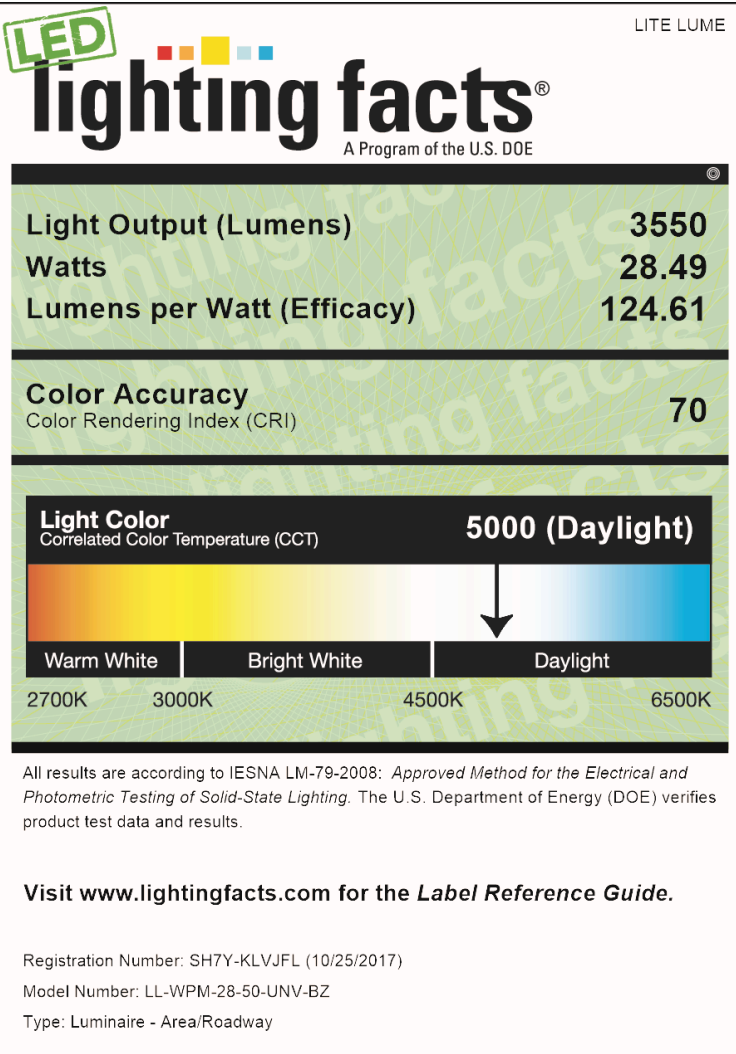 LITE LUME
LED
lighting facts®
A Program of the U.S. DOE
Light Output (Lumens) 3550
Watts 28.49
Lumens per Watt (Efficacy) 124.61
Color Accuracy
Color Rendering Index (CRI) 70
Light Color
Correlated Color Temperature (CCT) 5000 (Daylight)
Warm White Bright White Daylight
2700K 3000K 4500K 6500K
All results are according to IESNA LM-79-2008: Approved Method for the Electrical and
Photometric Testing of Solid-State Lighting. The U.S. Department of Energy (DOE) verifies
product test data and results.
Visit www.lightingfacts.com for the Label Reference Guide.
Registration Number: SH7Y-KLVJFL (10/25/2017)
Model Number: LL-WPM-28-50-UNV-BZ
Type: Luminaire - Area/Roadway